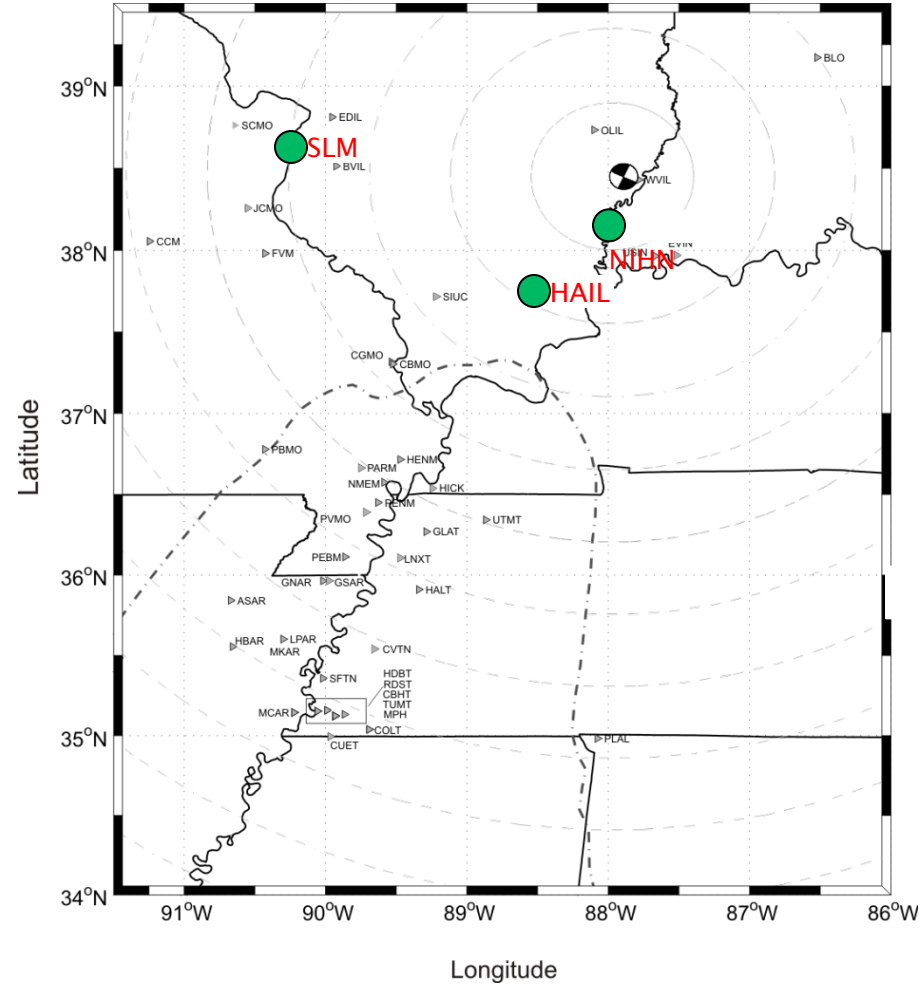 39°N
38°N
37°N
36°N
35°N
34°N
Latitude
BLO
EDIL
SCMO
OLIL
SLM
BVIL
WVIL
JCMO
CCM
FVM
EVIN
USIN
NIHN
HAIL
SIUC
CGMO
CBMO
PBMO
HENM
PARM
NMEM
HICK
PENM
PVMO
UTMT
GLAT
PEBM
LNXT
GNAR
GSAR
HALT
ASAR
HBAR
LPAR
MKAR
CVTN
SFTN
HDBT
RDST
CBHT
TUMT
MPH
MCAR
COLT
CUET
PLAL
91°W
90°W
89°W
88°W
87°W
86°W
Longitude